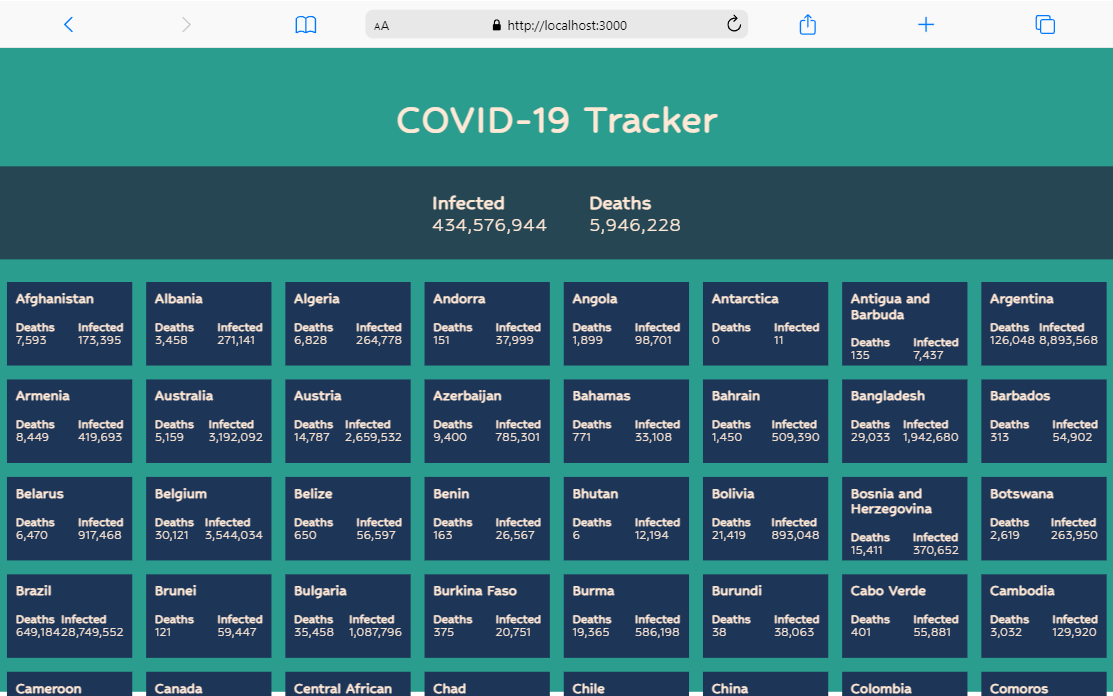 AA
http://localhost:3000
COVID-19 Tracker
Infected Deaths
434,576,944 5,946,228
Afghanistan
Deaths Infected
7,593 173,395
Albania
Deaths Infected
3,458 271,141
Algeria
Deaths Infected
6,828 264,778
Andorra
Deaths Infected
151 37,999
Angola
Deaths Infected
1,899 98,701
Antarctica
Deaths Infected
0 11
Antigua and
Barbuda
Deaths Infected
135 7,437
Argentina
Deaths Infected
126,048 8,893,568
Armenia
Deaths Infected
8,449 419,693
Australia
Deaths Infected
5,159 3,192,092
Austria
Deaths Infected
14,787 2,659,532
Azerbaijan
Deaths Infected
9,400 785,301
Bahamas
Deaths Infected
771 33,108
Bahrain
Deaths Infected
1,450 509,390
Bangladesh
Deaths Infected
29,033 1,942,680
Barbados
Deaths Infected
313 54,902
Belarus
Deaths Infected
6,470 917,468
Belgium
Deaths Infected
30,121 3,544,034
Belize
Deaths Infected
650 56,597
Benin
Deaths Infected
163 26,567
Bhutan
Deaths Infected
6 12,194
Bolivia
Deaths Infected
21,419 893,048
Bosnia and
Herzegovina
Deaths Infected
15,411 370,652
Botswana
Deaths Infected
2,619 263,950
Brazil
Deaths Infected
649,184 28,749,552
Brunei
Deaths Infected
121 59,447
Bulgaria
Deaths Infected
35,458 1,087,796
Burkina Faso
Deaths Infected
375 20,751
Burma
Deaths Infected
19,365 586,198
Burundi
Deaths Infected
38 38,063
Cabo Verde
Deaths Infected
401 55,881
Cambodia
Deaths Infected
3,032 129,920
Cameroon
Canada
Central African
Chad
Chile
China
Colombia
Comoros